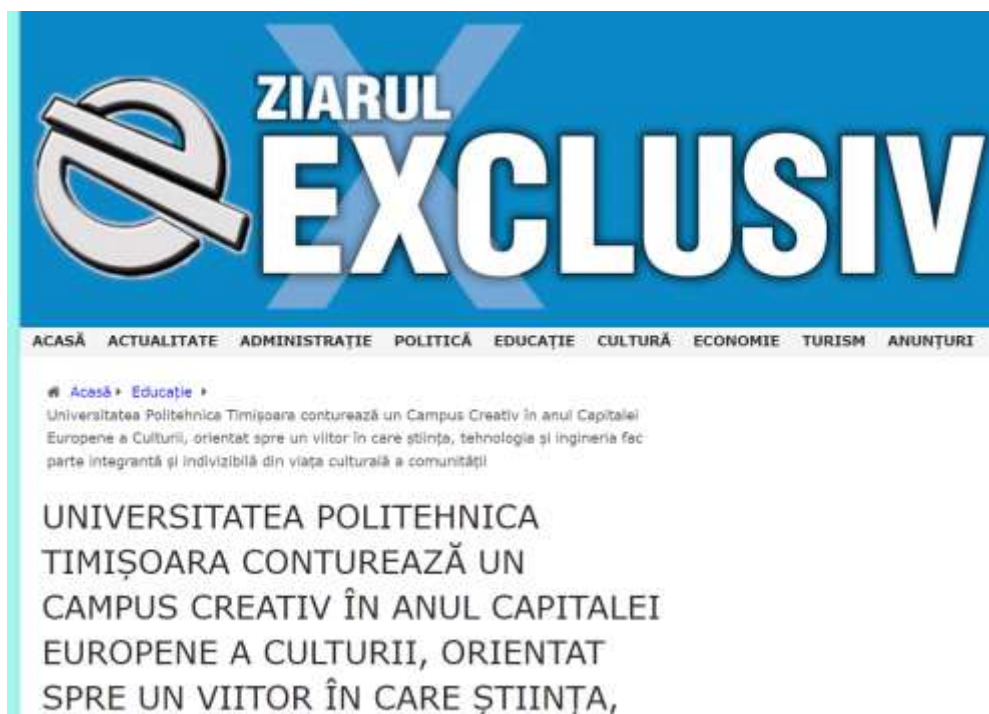 ZIARUL
EXCLUSIV
ACASĂ ACTUALITATE ADMINISTRAȚIE POLITICĂ EDUCAȚIE CULTURĂ ECONOMIE TURISM ANUNȚURI
Acasă Educație
Universitatea Politehnica Timișoara conturează un Campus Creativ în anul Capitalei
Europene a Culturii, orientat spre un viitor în care știința, tehnologia și ingineria fac
parte integrantă și indivizibilă din viața culturală a comunității
UNIVERSITATEA POLITEHNICA
TIMIȘOARA CONTUREAZĂ UN
CAMPUS CREATIV ÎN ANUL CAPITALEI
EUROPENE A CULTURII, ORIENTAT
SPRE UN VIITOR ÎN CARE ȘTIINȚA,